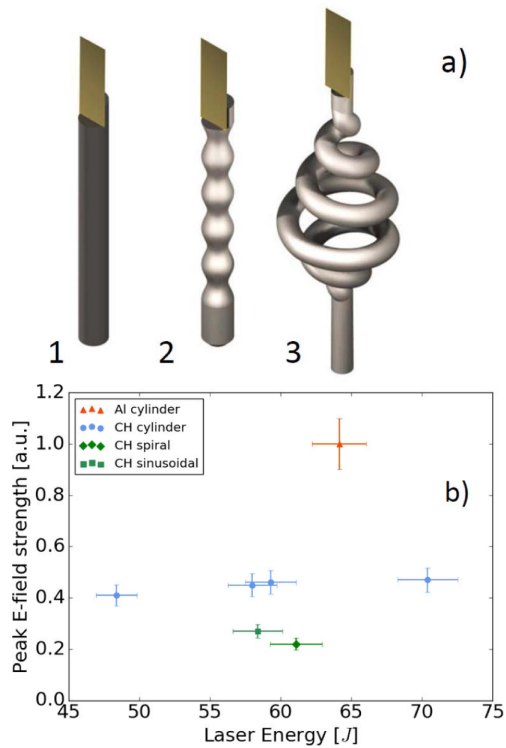 a)
1 2 3
1.2
1.0
0.8
0.6
0.4
0.2
0.0
Peak E-field strength [a.u.]
Al cylinder
CH cylinder
CH spiral
CH sinusoidal
b)
45 50 55 60 65 70 75
Laser Energy [J]